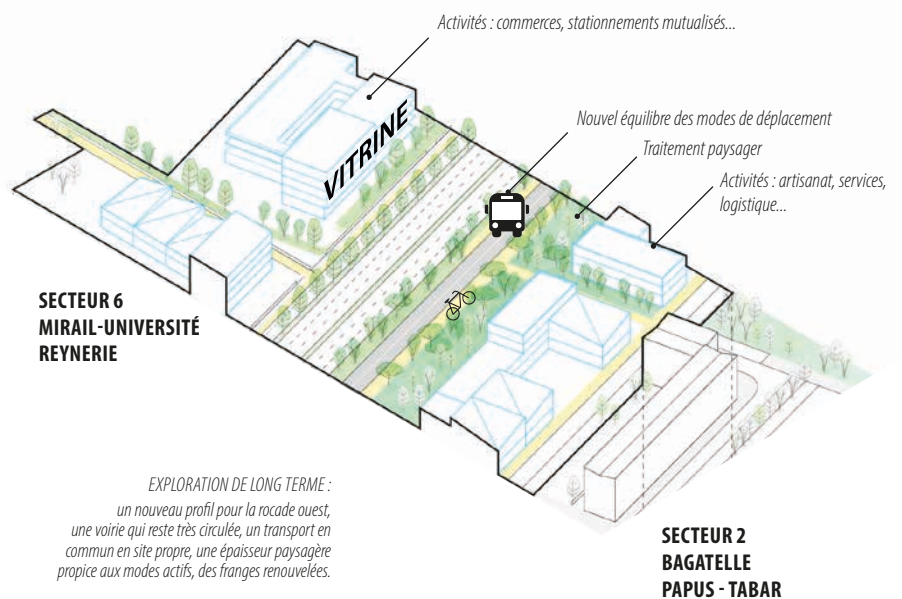 Activités : commerces, stationnements mutualisés...
Nouvel équilibre des modes de déplacement
Traitement paysager
Activités : artisanat, services,
logistique...
VITRINE
SECTEUR 6
MIRAIL-UNIVERSITÉ
REYNERIE
EXPLORATION DE LONG TERME :
un nouveau profil pour la rocade ouest,
une voirie qui reste très circulée, un transport en
commun en site propre, une épaisseur paysagère
propice aux modes actifs, des franges renouvelées.
SECTEUR 2
BAGATELLE
PAPUS - TABAR